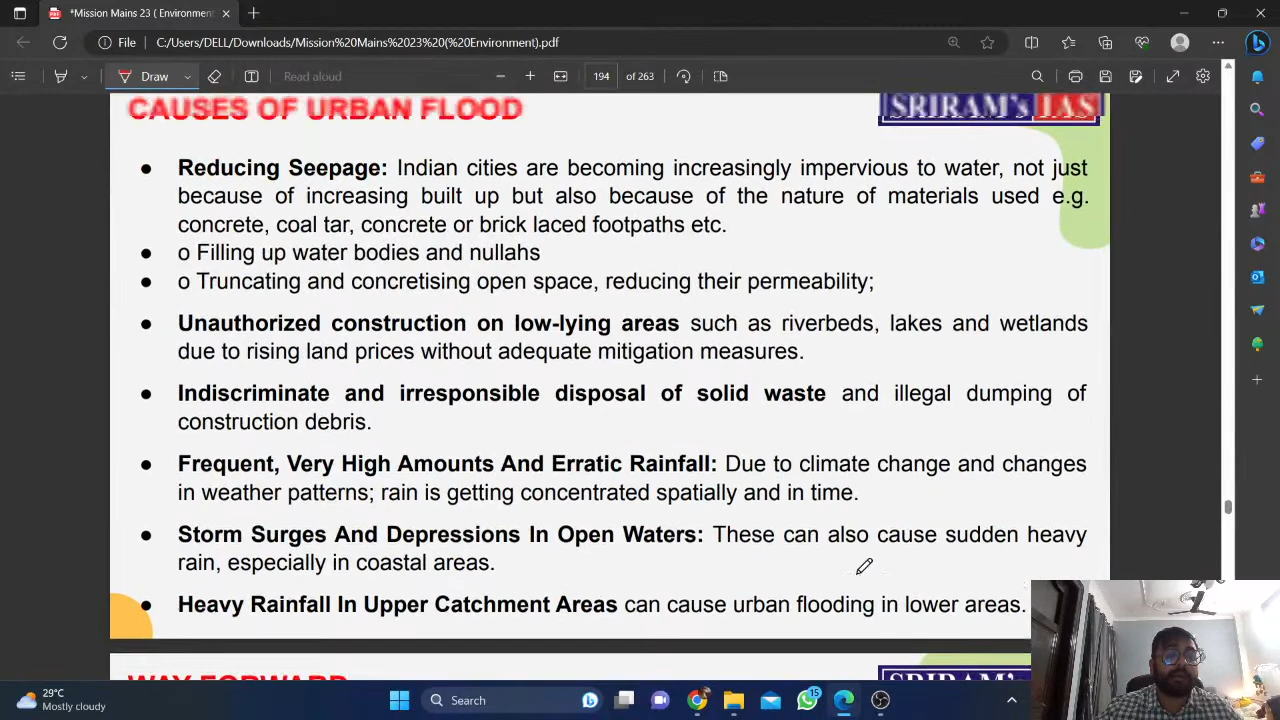 *Mission Mains 23 ( Environment
File C:/Users/DELL/Downloads/Mission%20Mains%2023%20(%20Environment).pdf
Draw Read aloud 194 of 263
CAUSES OF URBAN FLOOD SRIRAM's IAS
● Reducing Seepage: Indian cities are becoming increasingly impervious to water, not just
because of increasing built up but also because of the nature of materials used e.g.
concrete, coal tar, concrete or brick laced footpaths etc.
● o Filling up water bodies and nullahs
● o Truncating and concretising open space, reducing their permeability;
● Unauthorized construction on low-lying areas such as riverbeds, lakes and wetlands
due to rising land prices without adequate mitigation measures.
● Indiscriminate and irresponsible disposal of solid waste and illegal dumping of
construction debris.
● Frequent, Very High Amounts And Erratic Rainfall: Due to climate change and changes
in weather patterns; rain is getting concentrated spatially and in time.
● Storm Surges And Depressions In Open Waters: These can also cause sudden heavy
rain, especially in coastal areas.
● Heavy Rainfall In Upper Catchment Areas can cause urban flooding in lower areas.
WAY FORWARD SRIRAM's
29°C
Mostly cloudy
Search
15